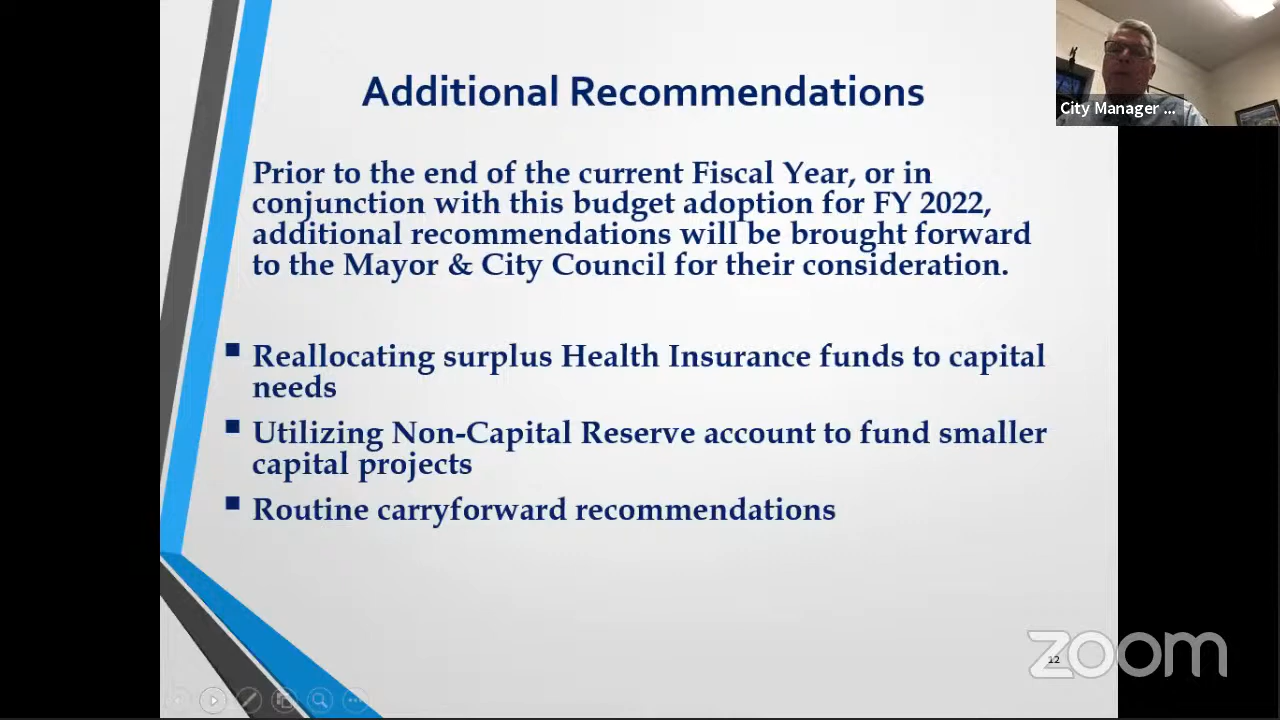 Additional Recommendations
City Manager ...
Prior to the end of the current Fiscal Year, or in
conjunction with this budget adoption for FY 2022,
additional recommendations will be brought forward
to the Mayor & City Council for their consideration.
▪ Reallocating surplus Health Insurance funds to capital
needs
▪ Utilizing Non-Capital Reserve account to fund smaller
capital projects
▪ Routine carryforward recommendations
12
zoom